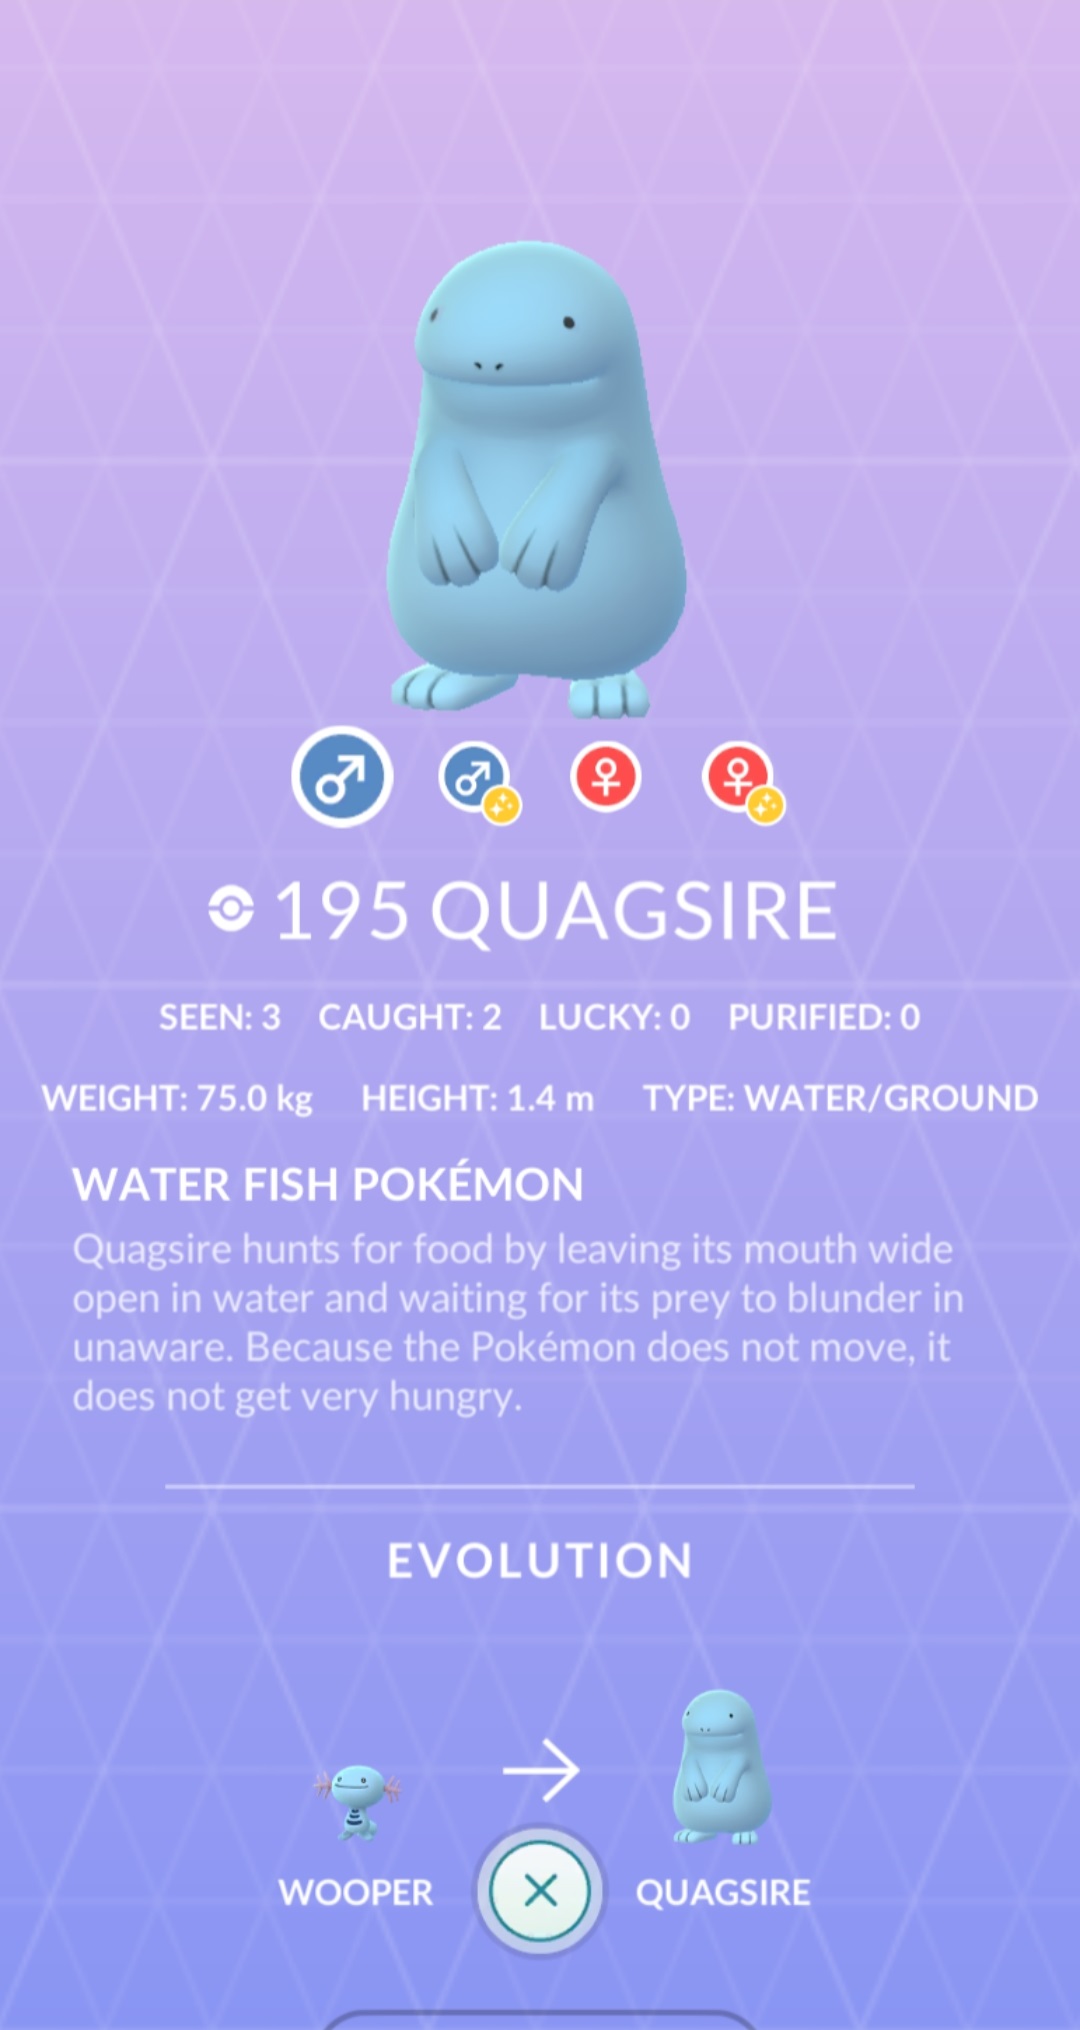 195 QUAGSIRE
SEEN: 3 CAUGHT: 2 LUCKY: 0 PURIFIED: 0
WEIGHT: 75.0 kg HEIGHT: 1.4 m TYPE: WATER/GROUND
WATER FISH POKÉMON
Quagsire hunts for food by leaving its mouth wide
open in water and waiting for its prey to blunder in
unaware. Because the Pokémon does not move, it
does not get very hungry.
EVOLUTION
WOOPER QUAGSIRE